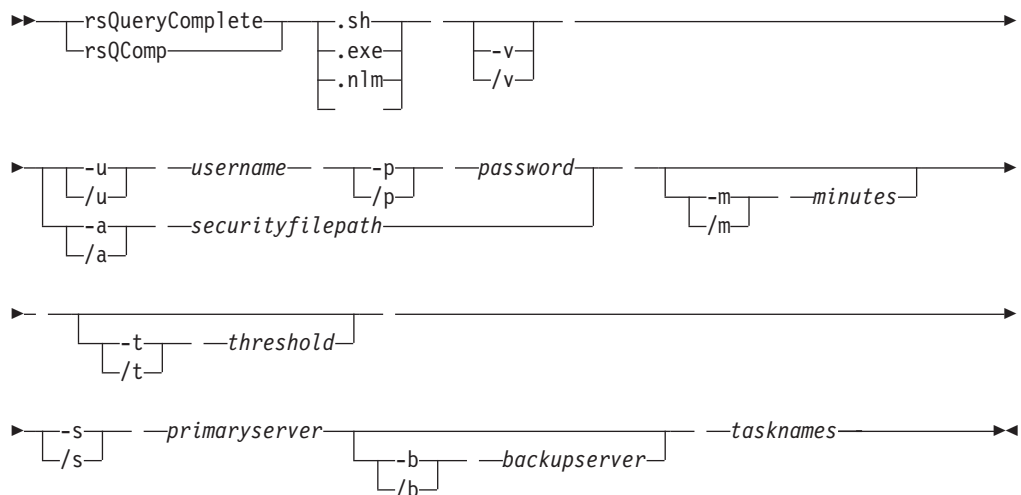 rsQueryComplete .sh
rsQComp .exe -v
.nlm /v
-u username -p password
/u /p -m minutes
-a securityfilepath /m
/a
-t threshold
/t
-s primaryserver tasknames
/s -b backupserver
/b